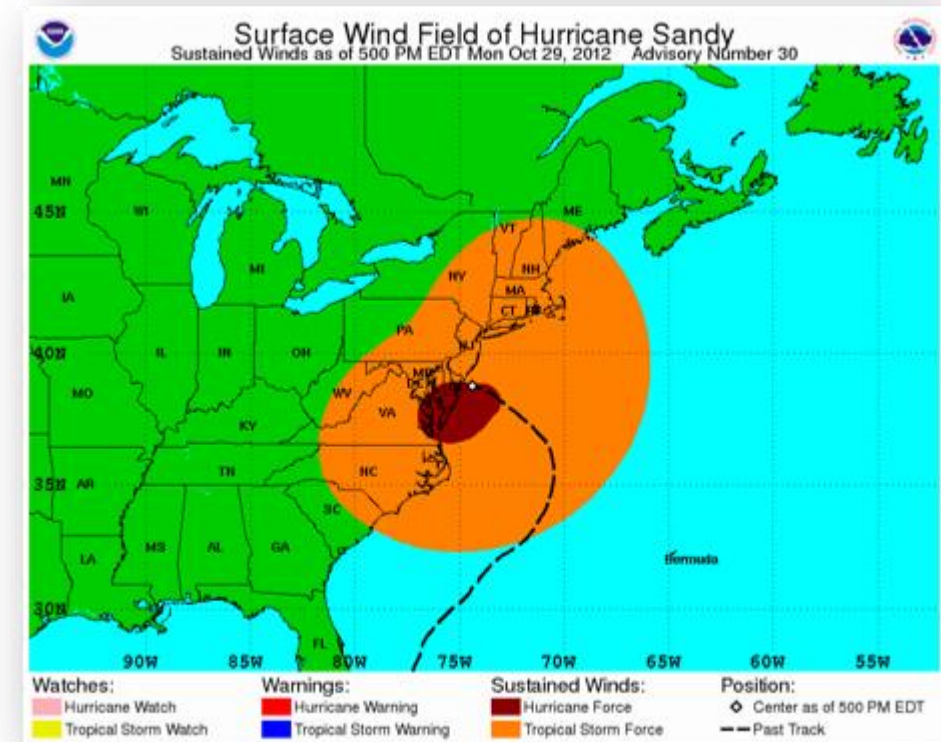 Surface Wind Field of Hurricane Sandy
Sustained Winds as of 500 PM EDT Mon Oct 29, 2012 Advisory Number 30
MN
WI
45N
MI
VT
ME
NY
NH
MA
CT
IA
PA
NJ
40N
IL
IN
OH
MD
WV
MO
VA
KY
NC
TN
35N
AR
SC
MS
AL
GA
LA
Bermuda
30N
FL
90W 85W 80W 75W 70W 65W 60W 55W
Watches: Warnings: Sustained Winds: Position:
Hurricane Watch Hurricane Warning Hurricane Force Center as of 500 PM EDT
Tropical Storm Watch Tropical Storm Warning Tropical Storm Force Past Track